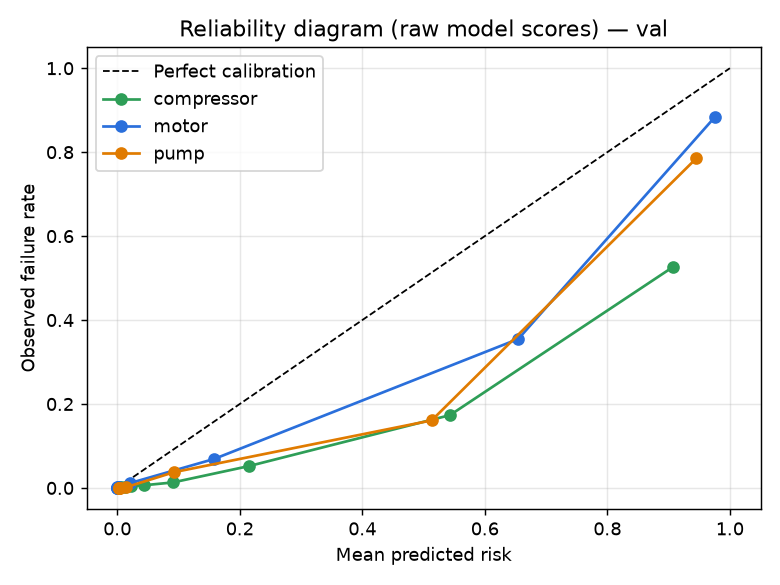 Reliability diagram (raw model scores) — val
Perfect calibration
compressor
motor
pump
1.0
0.8
0.6
0.4
0.2
0.0
Observed failure rate
0.0 0.2 0.4 0.6 0.8 1.0
Mean predicted risk